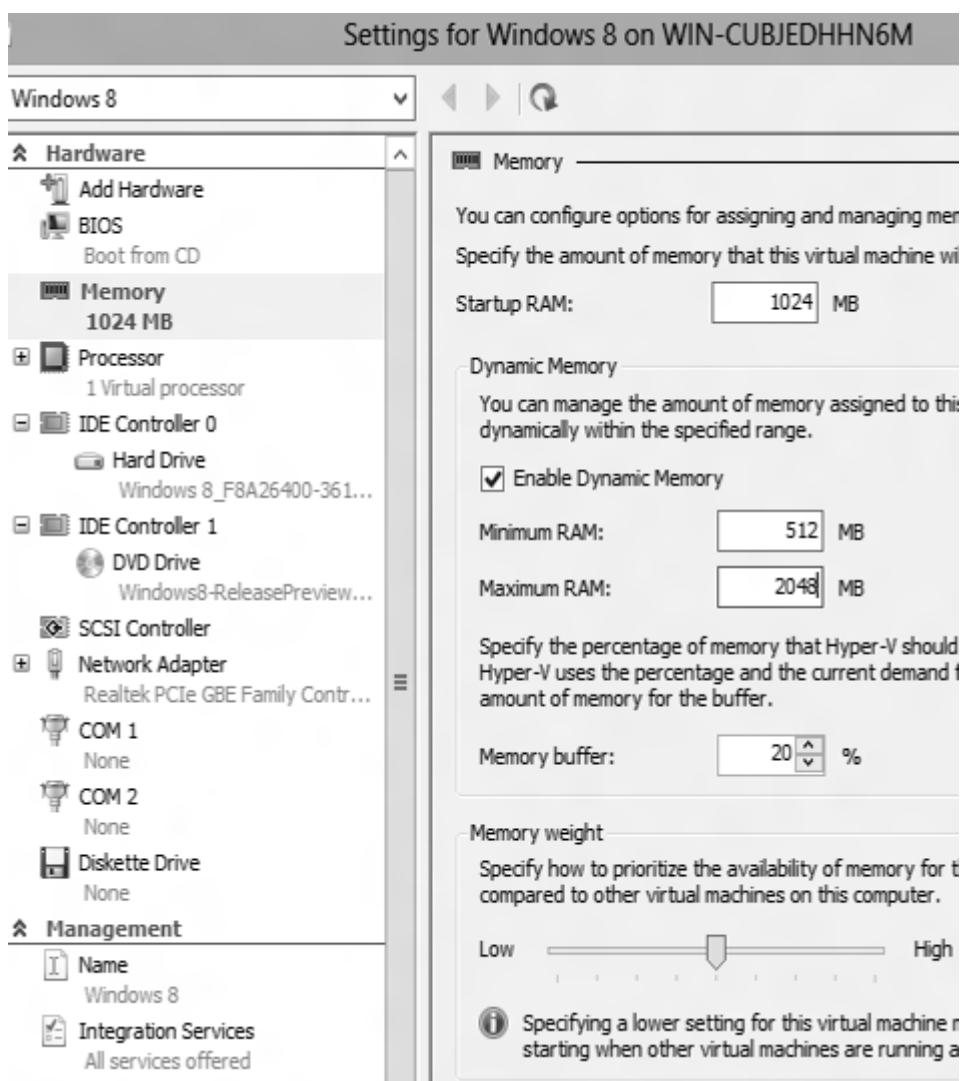 Settings for Windows 8 on WIN-CUBJEDHHN6M
Windows 8
Hardware
Add Hardware
BIOS
Boot from CD
Memory
1024 MB
Processor
1 Virtual processor
IDE Controller 0
Hard Drive
Windows 8_F8A26400-361...
IDE Controller 1
DVD Drive
Windows8-ReleasePreview...
SCSI Controller
Network Adapter
Realtek PCIe GBE Family Contr...
COM 1
None
COM 2
None
Diskette Drive
None
Management
Name
Windows 8
Integration Services
All services offered
Memory
You can configure options for assigning and managing
Specify the amount of memory that this virtual machine
Startup RAM: 1024 MB
Dynamic Memory
You can manage the amount of memory assigned to
dynamically within the specified range.
Enable Dynamic Memory
Minimum RAM: 512 MB
Maximum RAM: 2048 MB
Specify the percentage of memory that Hyper-V should
Hyper-V uses the percentage and the current demand
amount of memory for the buffer.
Memory buffer: 20 %
Memory weight
Specify how to prioritize the availability of memory for
compared to other virtual machines on this computer.
Low High
Specifying a lower setting for this virtual machine
starting when other virtual machines are running